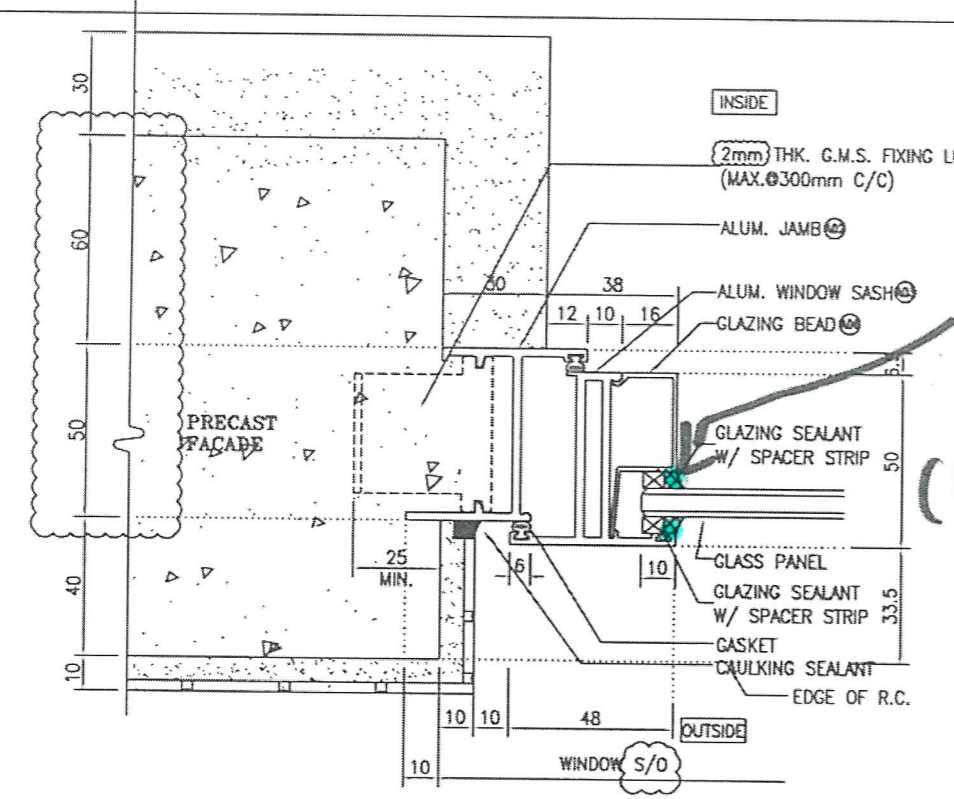 30
INSIDE
2mm THK. G.M.S. FIXING
(MAX.@300mm C/C)
60
ALUM. JAMB
30
38
ALUM. WINDOW SASH
12
10
16
GLAZING BEAD
50
PRECAST
FACADE
GLAZING SEALANT
W/ SPACER STRIP
50
25
MIN.
6
10
GLASS PANEL
40
GLAZING SEALANT
W/ SPACER STRIP
33.5
GASKET
10
CAULKING SEALANT
EDGE OF R.C.
10
10
48
OUTSIDE
10
WINDOW S/O